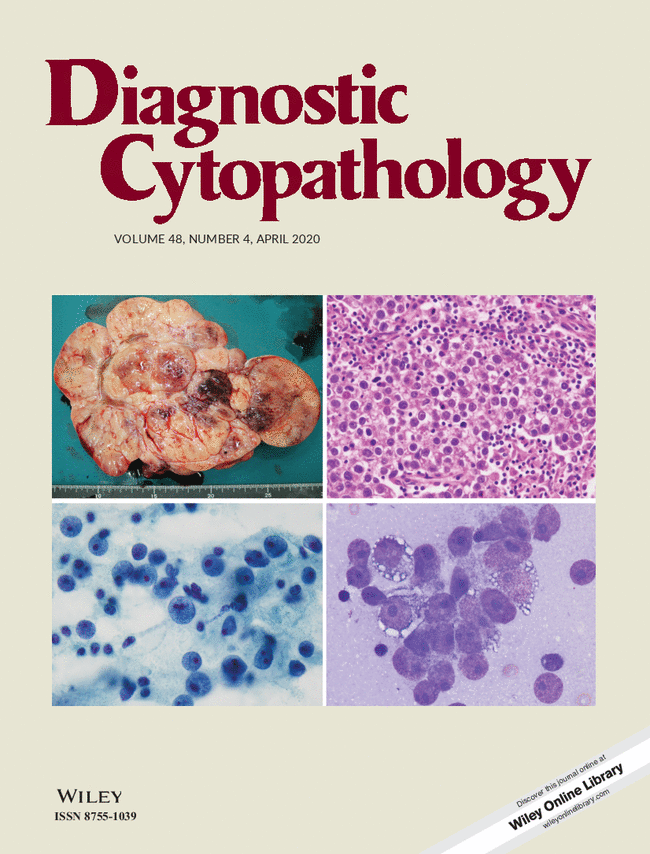 Diagnostic
Cytopathology
VOLUME 48, NUMBER 4, APRIL 2020
10 15 20 25
WILEY
ISSN 8755-1039
Discover this journal online at
Wiley Online Library
wileyonlinelibrary.com